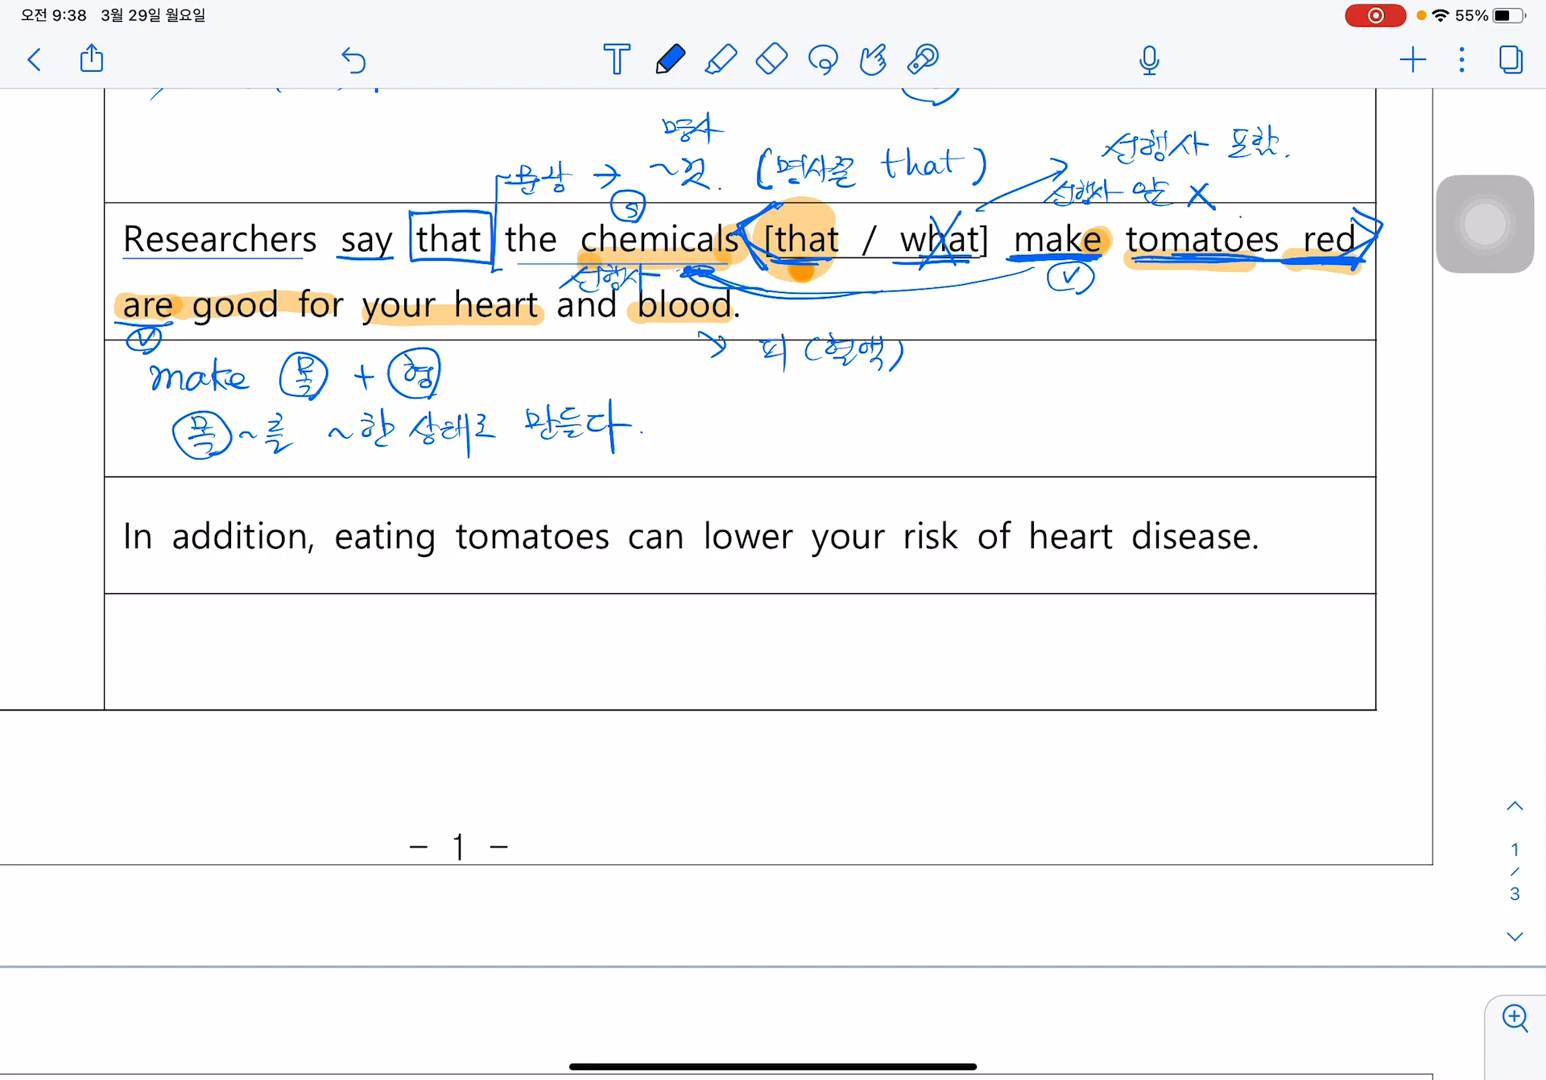 오전 9:38 3월 29일 월요일
55%
명사
문장 → ~것. (명사절 that)
선행사 포함.
선행사 앞 X
S
Researchers say that the chemicals [that / what] make tomatoes red
선행사
V
are good for your heart and blood.
V
피 (혈액)
make 목 + 형
목~를 ~한 상태로 만든다.
In addition, eating tomatoes can lower your risk of heart disease.
- 1 -
1
/
3